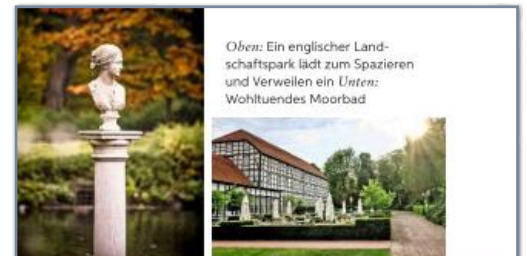 Oben: Ein englischer Land-
schaftspark lädt zum Spazieren
und Verweilen ein Unten:
Wohltuendes Moorbad